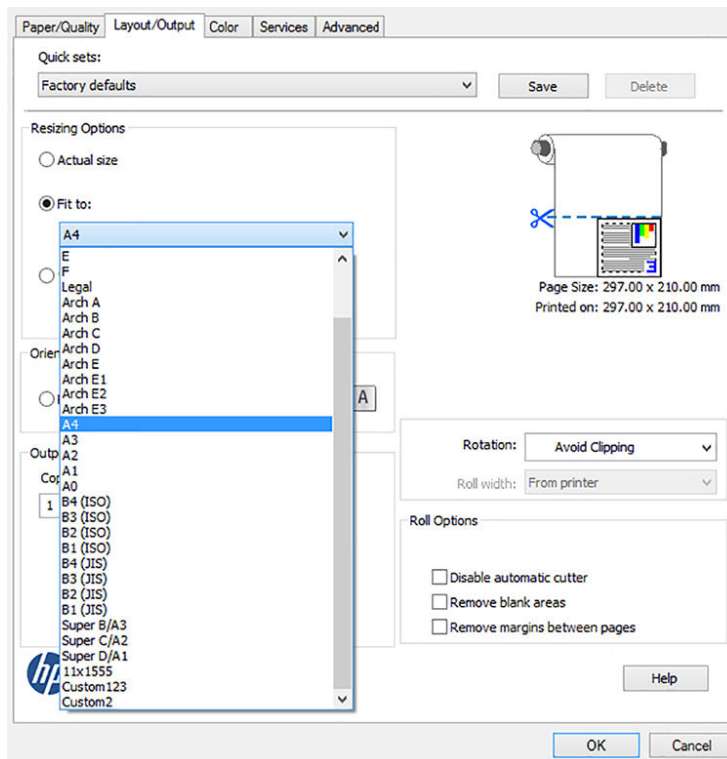 Paper/Quality Layout/Output Color Services Advanced
Quick sets:
Factory defaults Save Delete
Resizing Options
Actual size
Fit to:
A4
E
F
Legal
Arch A
Arch B
Arch C
Arch D
Arch E
Arch E1
Arch E2
Arch E3
A4
A3
A2
A1
A0
B4 (ISO)
B3 (ISO)
B2 (ISO)
B1 (ISO)
B4 (JIS)
B3 (JIS)
B2 (JIS)
B1 (JIS)
Super B/A3
Super C/A2
Super D/A1
11x1555
Custom123
Custom2
Orien
A
Outp
Cop
1
hp
E
Page Size: 297.00 x 210.00 mm
Printed on: 297.00 x 210.00 mm
Rotation: Avoid Clipping
Roll width: From printer
Roll Options
Disable automatic cutter
Remove blank areas
Remove margins between pages
Help
OK Cancel